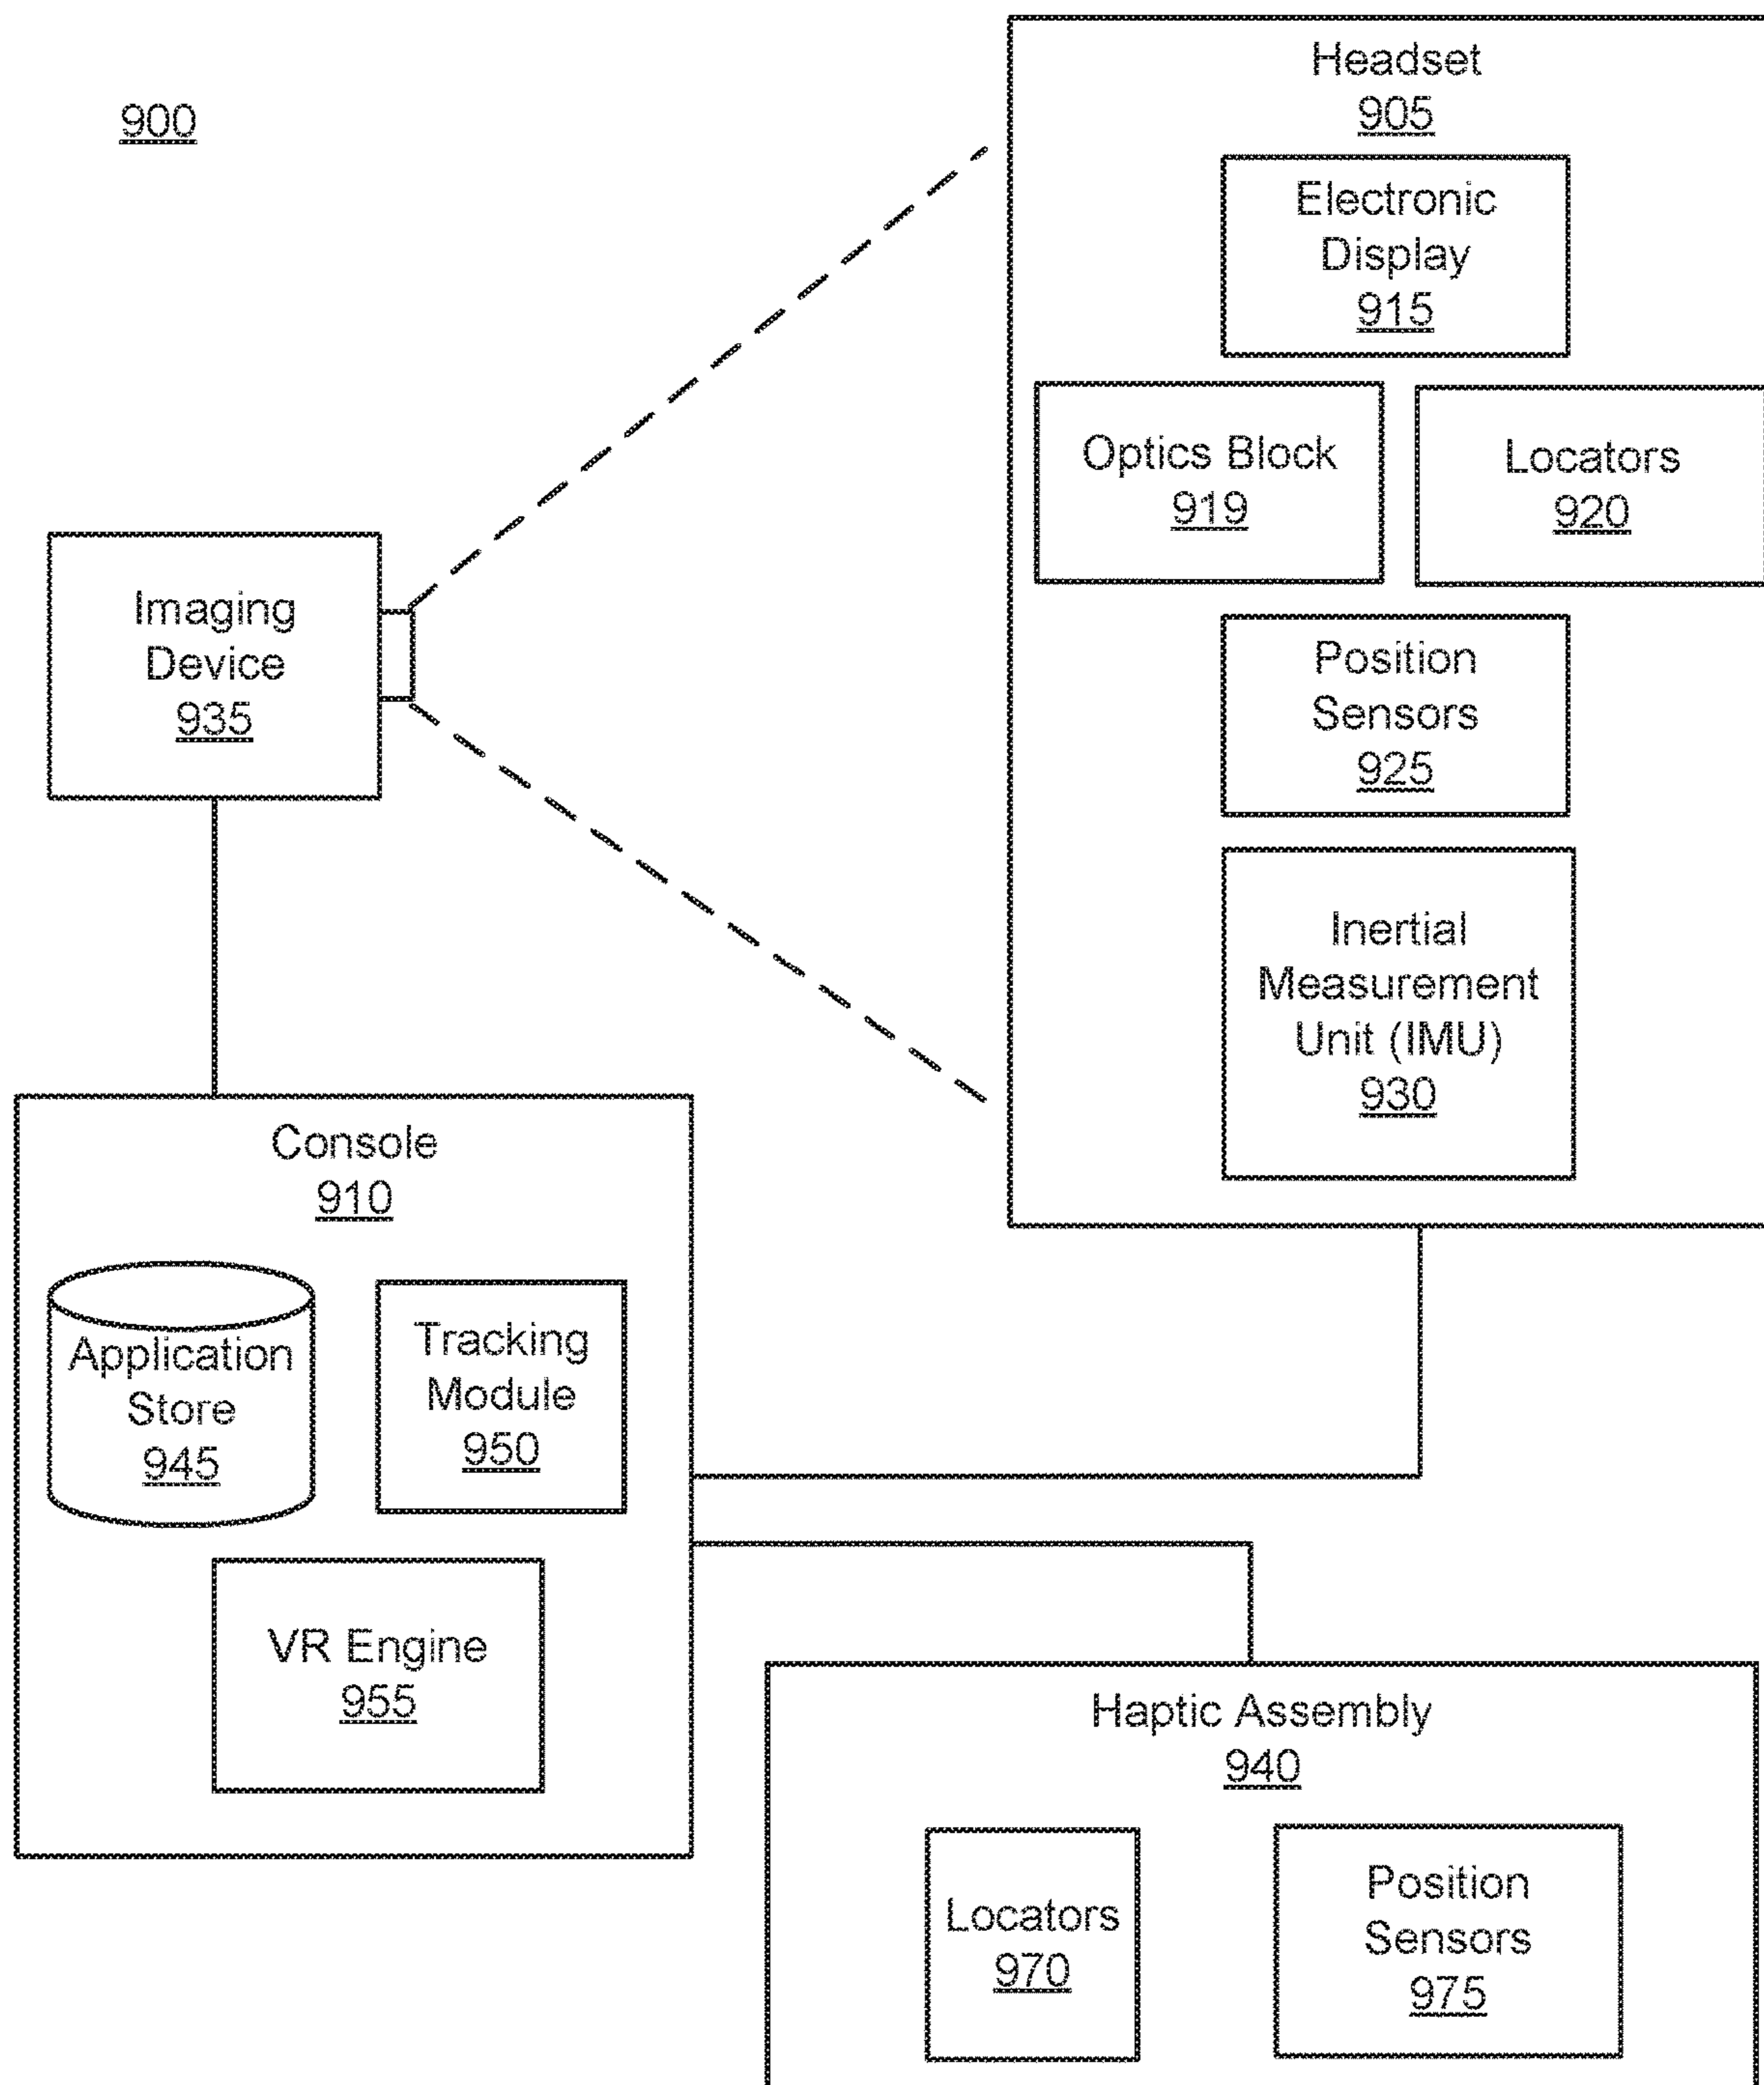 900
Headset
905
Electronic
Display
915
Optics Block
919
Locators
920
Position
Sensors
925
Inertial
Measurement
Unit (IMU)
930
Imaging
Device
935
Console
910
Application
Store
945
Tracking
Module
950
VR Engine
955
Haptic Assembly
940
Locators
970
Position
Sensors
975